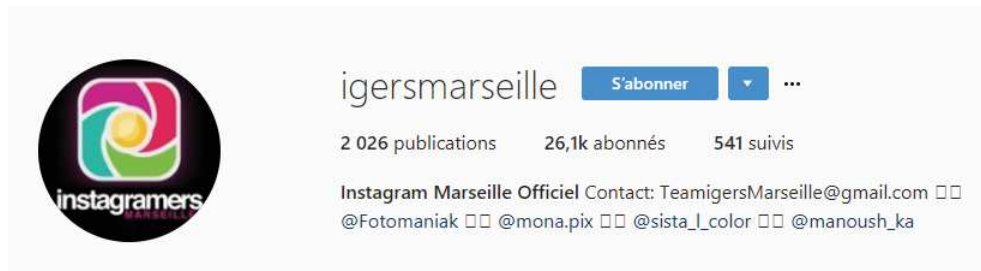 igersmarseille S'abonner ...
2 026 publications 26,1k abonnés 541 suivis
Instagram Marseille Officiel Contact: TeamigersMarseille@gmail.com □□
@Fotomaniak □□ @mona.pix □□ @sista_l_color □□ @manoush_ka
instagramers
MARSEILLE